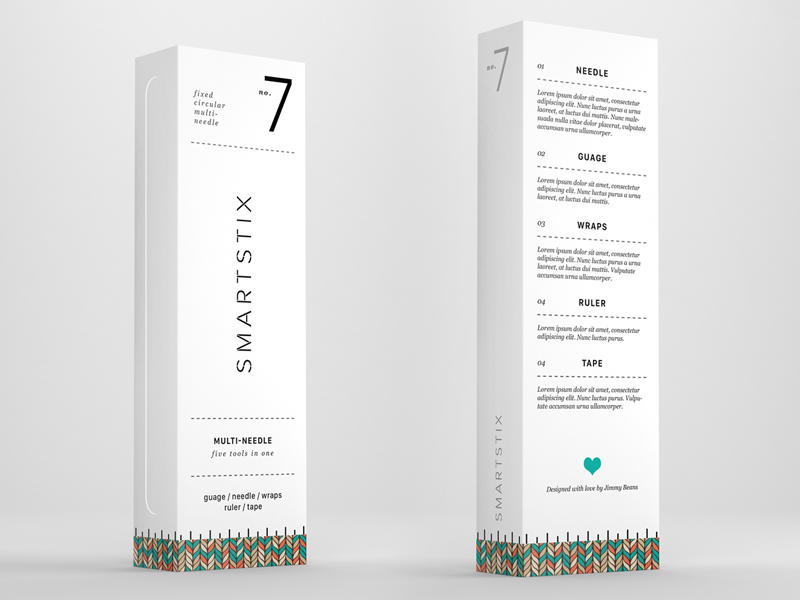 fixed
circular
multi-
needle
no. 7
SMARTSTIX
MULTI-NEEDLE
five tools in one
guage / needle / wraps
ruler / tape
no. 7
SMARTSTIX
01 NEEDLE
Lorem ipsum dolor sit amet, consectetur
adipiscing elit. Nunc luctus purus a urna
laoreet, at luctus dui mattis. Nunc male-
suada nulla vitae dolor placerat, vulputate
accumsan urna ullamcorper.
02 GUAGE
Lorem ipsum dolor sit amet, consectetur
adipiscing elit. Nunc luctus purus a urna
laoreet, at luctus dui mattis.
03 WRAPS
Lorem ipsum dolor sit amet, consectetur
adipiscing elit. Nunc luctus purus a urna
laoreet, at luctus dui mattis. Vulputate
accumsan urna ullamcorper.
04 RULER
Lorem ipsum dolor sit amet, consectetur
adipiscing elit. Nunc luctus purus.
04 TAPE
Lorem ipsum dolor sit amet, consectetur
adipiscing elit. Nunc luctus purus. Vulpu-
tate accumsan urna ullamcorper.
Designed with love by Jimmy Beans